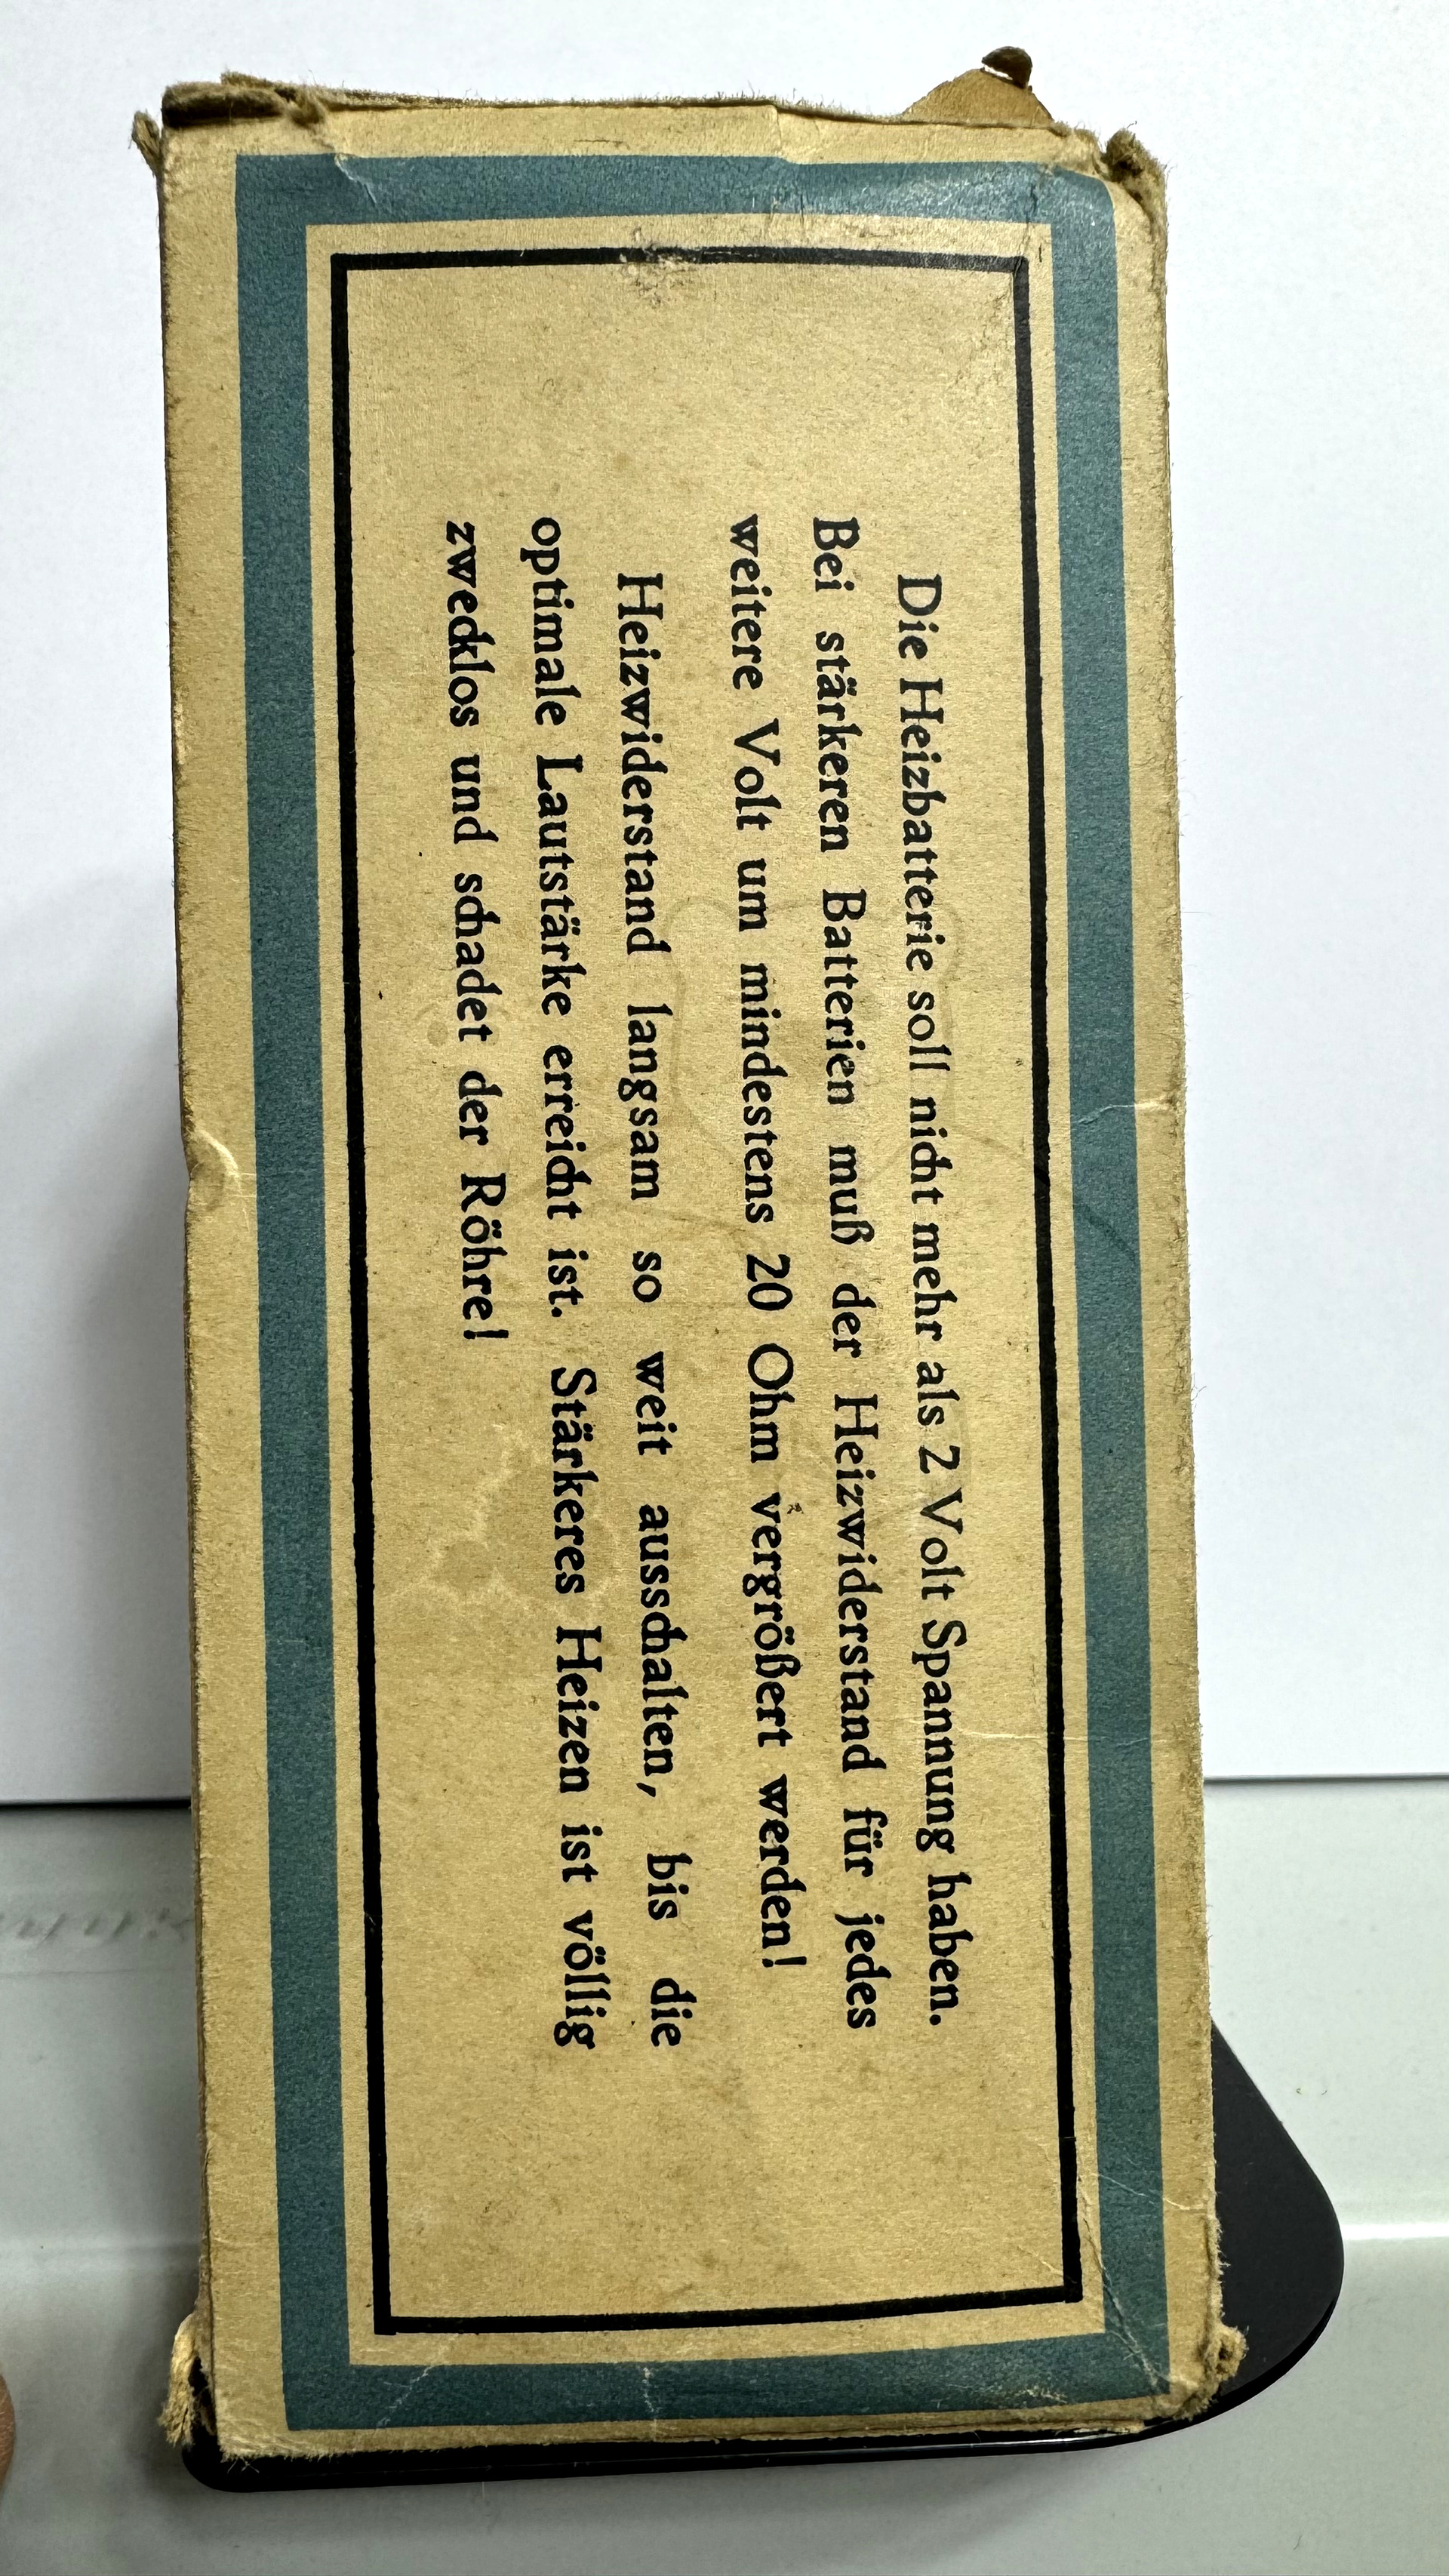 Die Heizbatterie soll nicht mehr als 2 Volt Spannung haben.
Bei stärkeren Batterien muß der Heizwiderstand für jedes
weitere Volt um mindestens 20 Ohm vergrößert werden!
Heizwiderstand langsam so weit ausschalten, bis die
optimale Lautstärke erreicht ist. Stärkeres Heizen ist völlig
zwecklos und schadet der Röhre!